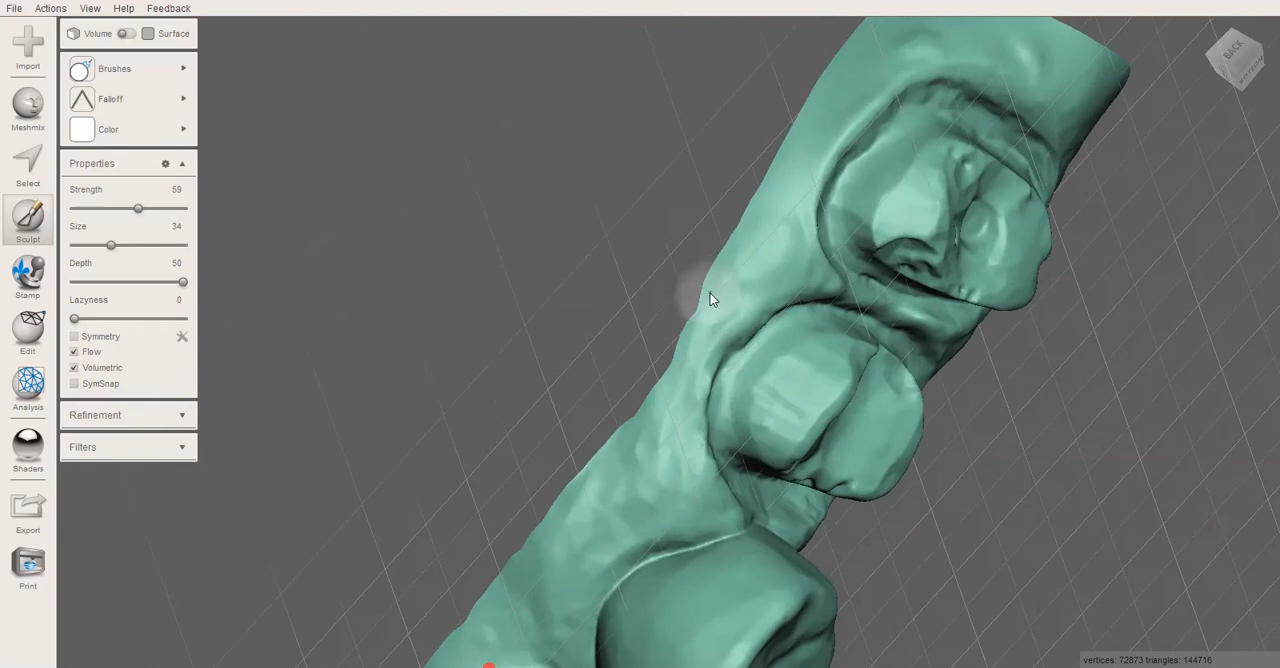 File Actions View Help Feedback
Import
Meshmix
Select
Sculpt
Stamp
Edit
Analysis
Shaders
Export
Print
Volume Surface
Brushes
Falloff
Color
Properties
Strength 59
Size 34
Depth 50
Lazyness 0
Symmetry
Flow
Volumetric
SymSnap
Refinement
Filters
BACK
BOTTOM
vertices: 72873 triangles: 144716